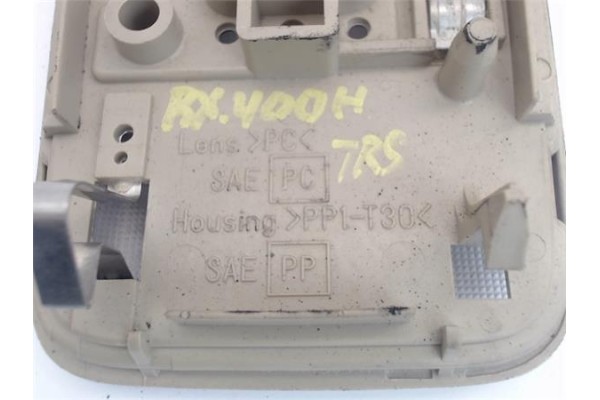 RX.400H
TRS
Lens >PC<
SAE PC
Housing >PP1-T30<
SAE PP